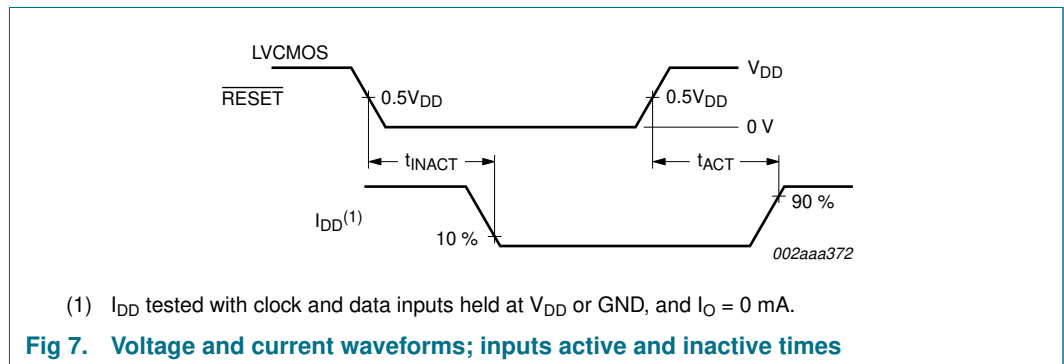 LVCMOS
RESET
0.5VDD
0.5VDD
VDD
0 V
tINACT
tACT
IDD(1)
10 %
90 %
002aaa372
(1) IDD tested with clock and data inputs held at VDD or GND, and IO = 0 mA.
Fig 7. Voltage and current waveforms; inputs active and inactive times